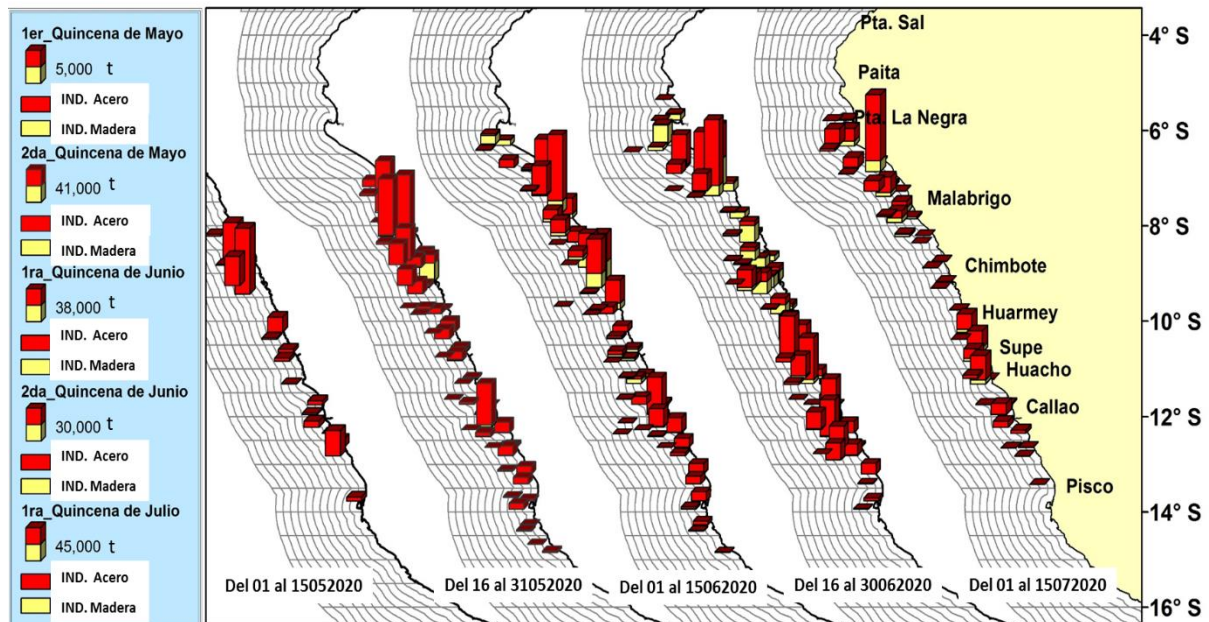 1er_Quincena de Mayo
5,000 t
IND. Acero
IND. Madera
2da_Quincena de Mayo
41,000 t
IND. Acero
IND. Madera
1ra_Quincena de Junio
38,000 t
IND. Acero
IND. Madera
2da_Quincena de Junio
30,000 t
IND. Acero
IND. Madera
1ra_Quincena de Julio
45,000 t
IND. Acero
IND. Madera
Pta. Sal
Paita
Pta. La Negra
Malabrigo
Chimbote
Huarmey
Supe
Huacho
Callao
Pisco
4° S
6° S
8° S
10° S
12° S
14° S
16° S
Del 01 al 15052020
Del 16 al 31052020
Del 01 al 15062020
Del 16 al 30062020
Del 01 al 15072020